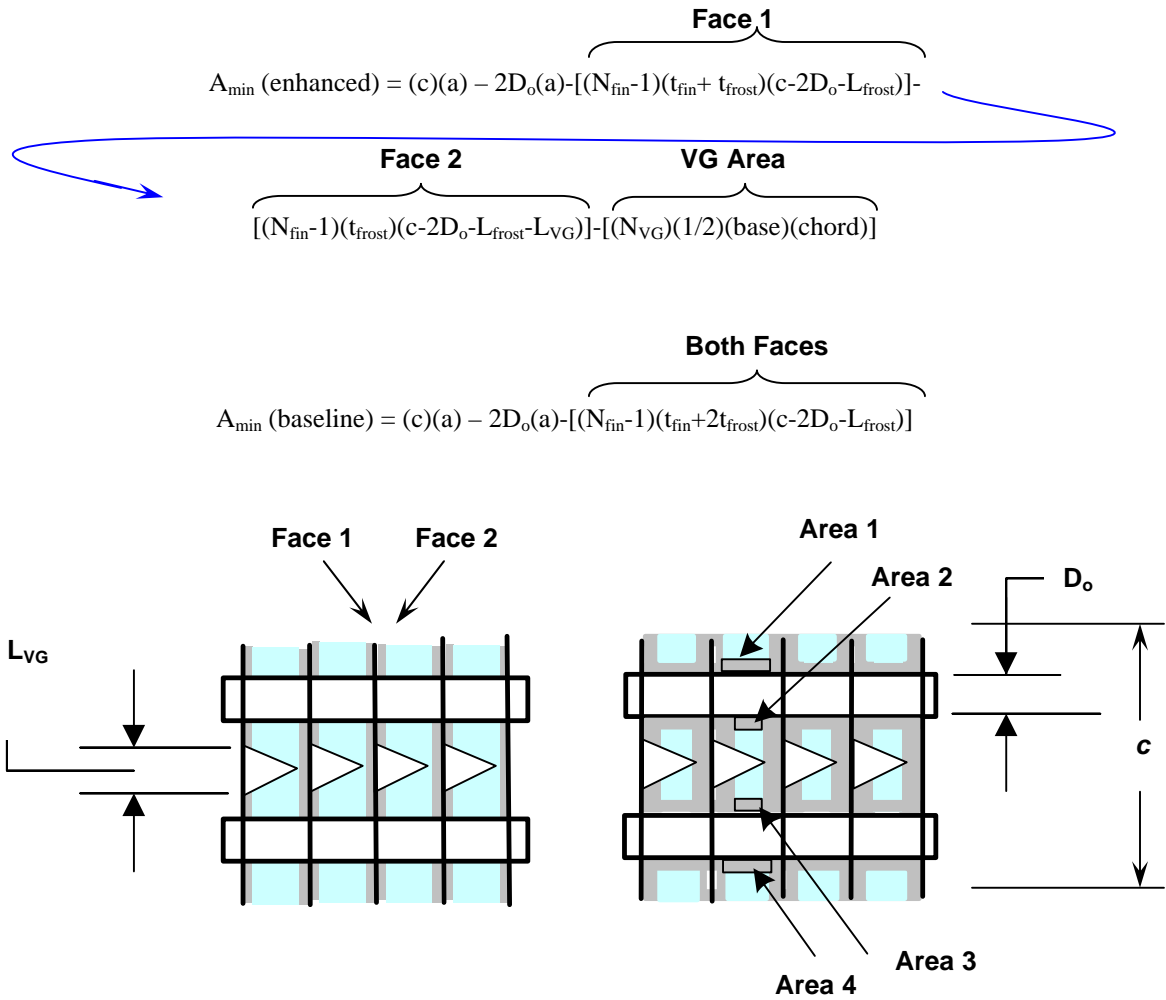 Face 1
A_min (enhanced) = (c)(a) – 2D_o(a)-[(N_fin-1)(t_fin+ t_frost)(c-2D_o-L_frost)]-
Face 2 VG Area
[(N_fin-1)(t_frost)(c-2D_o-L_frost-L_VG)]-[(N_VG)(1/2)(base)(chord)]
Both Faces
A_min (baseline) = (c)(a) – 2D_o(a)-[(N_fin-1)(t_fin+2t_frost)(c-2D_o-L_frost)]
Face 1 Face 2
L_VG
Area 1
Area 2
D_o
c
Area 3
Area 4